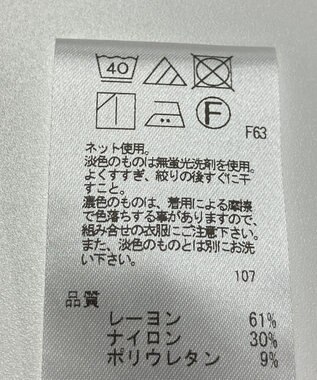 40
F
F63
ネット使用。
淡色のものは無蛍光洗剤を使用。
よくすすぎ、絞りの後すぐに干
すこと。
濃色のものは、着用による摩擦
で色落ちする事がありますので、
組み合せの衣服にご注意下さい。
また、淡色のものとは別にお洗
い下さい。
107
品質
レーヨン 61%
ナイロン 30%
ポリウレタン 9%